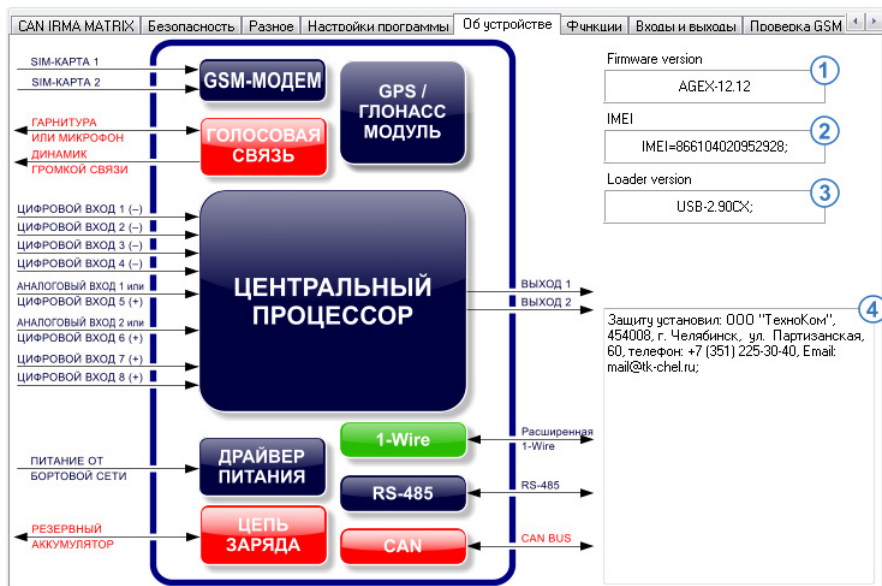 CAN IRMA MATRIX Безопасность Разное Настройки программы Об устройстве Функции Входы и выходы Проверка GSM
SIM-КАРТА 1
SIM-КАРТА 2
ГАРНИТУРА
ИЛИ МИКРОФОН
ДИНАМИК
ГРОМКОЙ СВЯЗИ
ЦИФРОВОЙ ВХОД 1 (–)
ЦИФРОВОЙ ВХОД 2 (–)
ЦИФРОВОЙ ВХОД 3 (–)
ЦИФРОВОЙ ВХОД 4 (–)
АНАЛОГОВЫЙ ВХОД 1 или
ЦИФРОВОЙ ВХОД 5 (+)
АНАЛОГОВЫЙ ВХОД 2 или
ЦИФРОВОЙ ВХОД 6 (+)
ЦИФРОВОЙ ВХОД 7 (+)
ЦИФРОВОЙ ВХОД 8 (+)
ПИТАНИЕ ОТ
БОРТОВОЙ СЕТИ
РЕЗЕРВНЫЙ
АККУМУЛЯТОР
GSM-МОДЕМ
ГОЛОСОВАЯ
СВЯЗЬ
GPS /
ГЛОНАСС
МОДУЛЬ
ЦЕНТРАЛЬНЫЙ
ПРОЦЕССОР
ДРАЙВЕР
ПИТАНИЯ
ЦЕПЬ
ЗАРЯДА
1-Wire
RS-485
CAN
ВЫХОД 1
ВЫХОД 2
Расширенная
1-Wire
RS-485
CAN BUS
Firmware version
1
AGEX-12.12
IMEI
2
IMEI=866104020952928;
Loader version
3
USB-2.90CX;
4
Защиту установил: ООО "ТехноКом",
454008, г. Челябинск, ул. Партизанская,
60, телефон: +7 (351) 225-30-40, Email:
mail@tk-chel.ru;